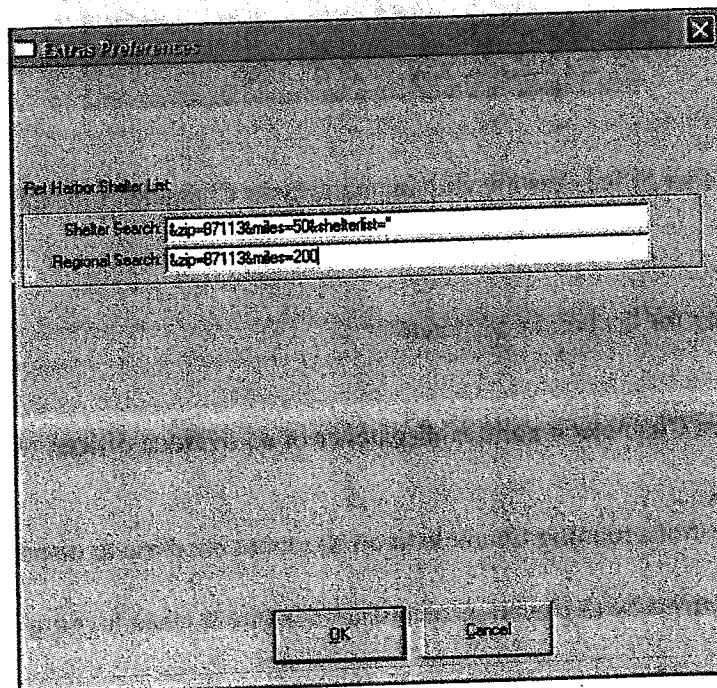 Extras Preferences
Pet Harbor Shelter List
Shelter Search: &zip=87113&miles=50&shelterlist="
Regional Search: &zip=87113&miles=200
OK
Cancel